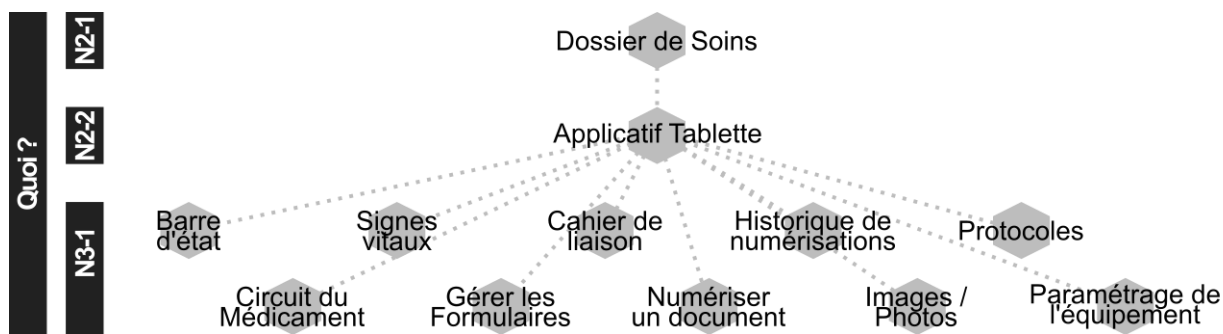 Quoi ?
N2-1
Dossier de Soins
N2-2
Applicatif Tablette
N3-1
Barre
d'état
Signes
vitaux
Cahier de
liaison
Historique de
numérisations
Protocoles
Circuit du
Médicament
Gérer les
Formulaires
Numériser
un document
Images /
Photos
Paramétrage de
l'équipement